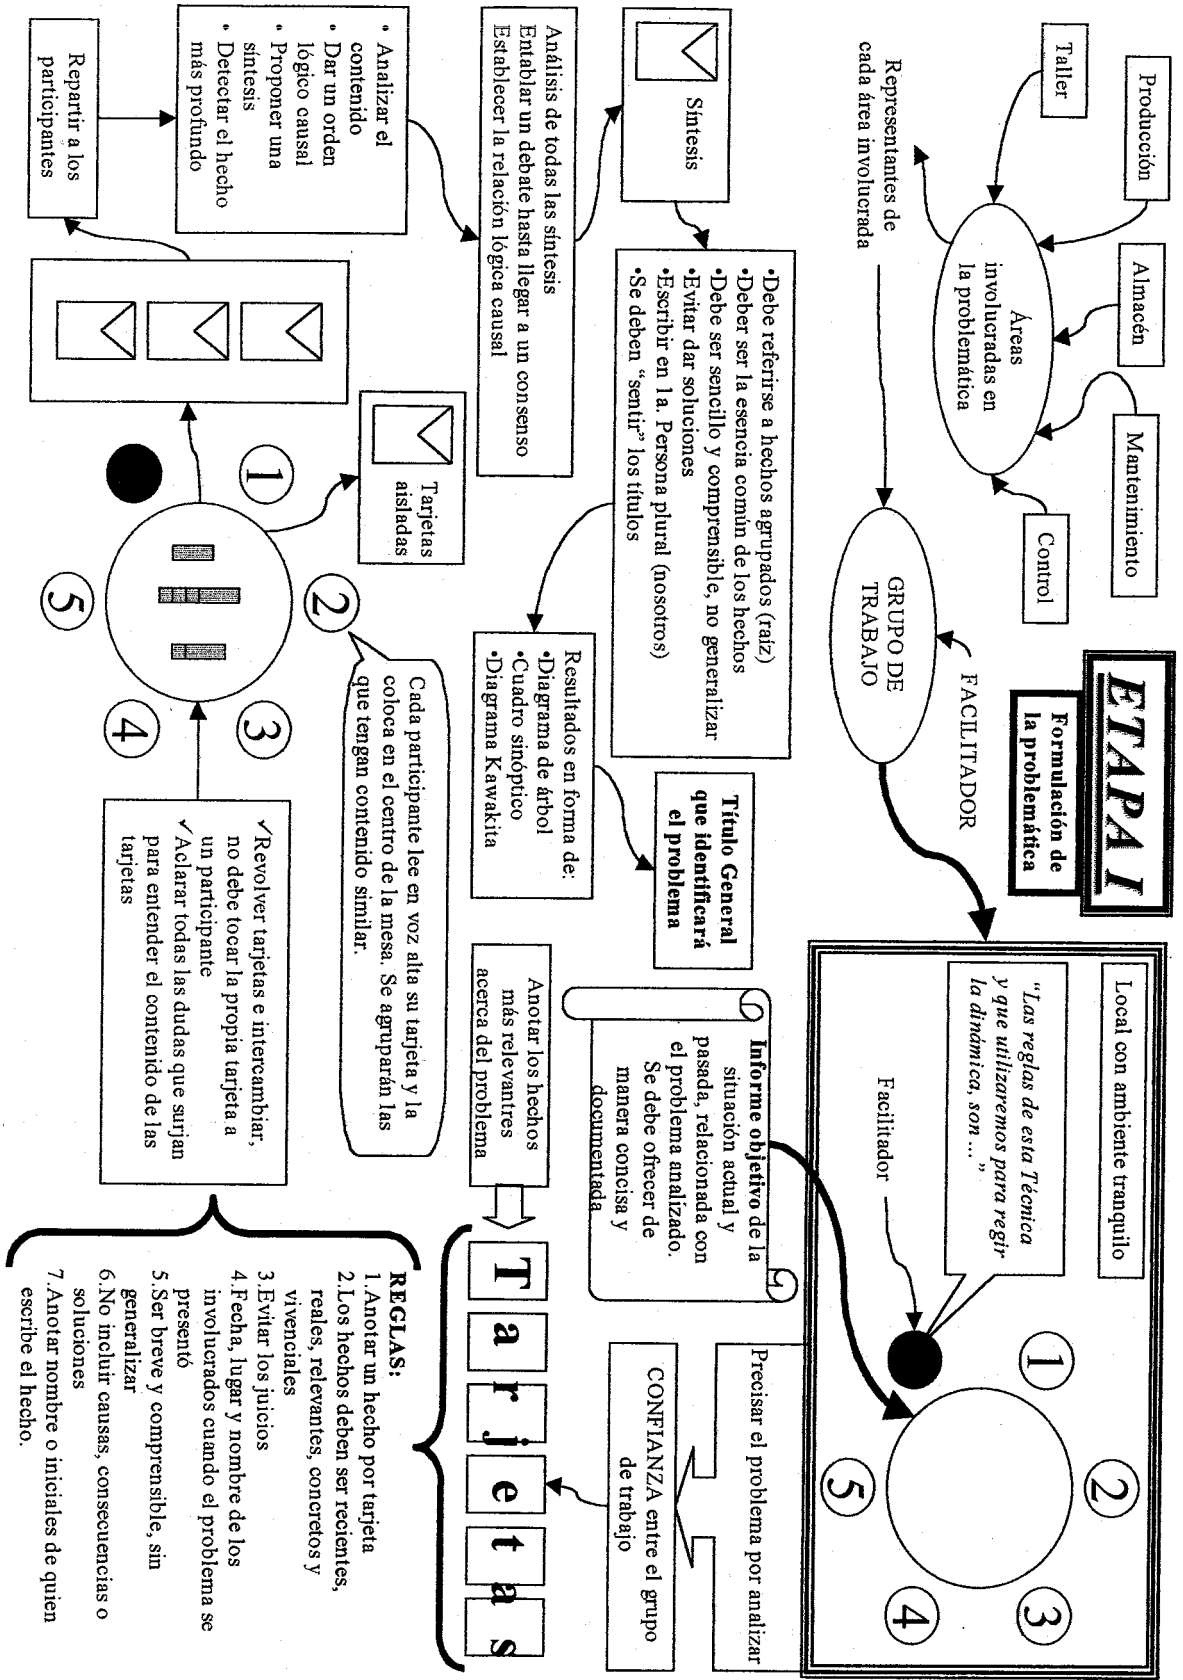 ETAPA I
Formulación de
la problemática
Producción
Almacén
Mantenimiento
Taller
Control
Áreas
involucradas en
la problemática
Representantes de
cada área involucrada
GRUPO DE
TRABAJO
FACILITADOR
Local con ambiente tranquilo
"Las reglas de esta Técnica
y que utilizaremos para regir
la dinámica, son ..."
Facilitador
1
2
3
4
5
Informe objetivo de la
situación actual y
pasada, relacionada con
el problema analizado.
Se debe ofrecer de
manera concisa y
documentada
Precisar el problema por analizar
CONFIANZA entre el grupo
de trabajo
Anotar los hechos
más relevantres
acerca del problema
Tarjetas
REGLAS:
1.Anotar un hecho por tarjeta
2.Los hechos deben ser recientes,
reales, relevantes, concretos y
vivenciales
3.Evitar los juicios
4.Fecha, lugar y nombre de los
involucrados cuando el problema se
presentó
5.Ser breve y comprensible, sin
generalizar
6.No incluir causas, consecuencias o
soluciones
7.Anotar nombre o iniciales de quien
escribe el hecho.
✓Revolver tarjetas e intercambiar,
no debe tocar la propia tarjeta a
un participante
✓Aclarar todas las dudas que surjan
para entender el contenido de las
tarjetas
Cada participante lee en voz alta su tarjeta y la
coloca en el centro de la mesa. Se agruparán las
que tengan contenido similar.
1
2
3
4
5
Tarjetas
aisladas
Repartir a los
participantes
• Analizar el
contenido
• Dar un orden
lógico causal
• Proponer una
síntesis
• Detectar el hecho
más profundo
Análisis de todas las síntesis
Entablar un debate hasta llegar a un consenso
Establecer la relación lógica causal
Síntesis
•Debe referirse a hechos agrupados (raíz)
•Deber ser la esencia común de los hechos
•Debe ser sencillo y comprensible, no generalizar
•Evitar dar soluciones
•Escribir en la. Persona plural (nosotros)
•Se deben "sentir" los títulos
Resultados en forma de:
•Diagrama de árbol
•Cuadro sinóptico
•Diagrama Kawakita
Título General
que identificará
el problema